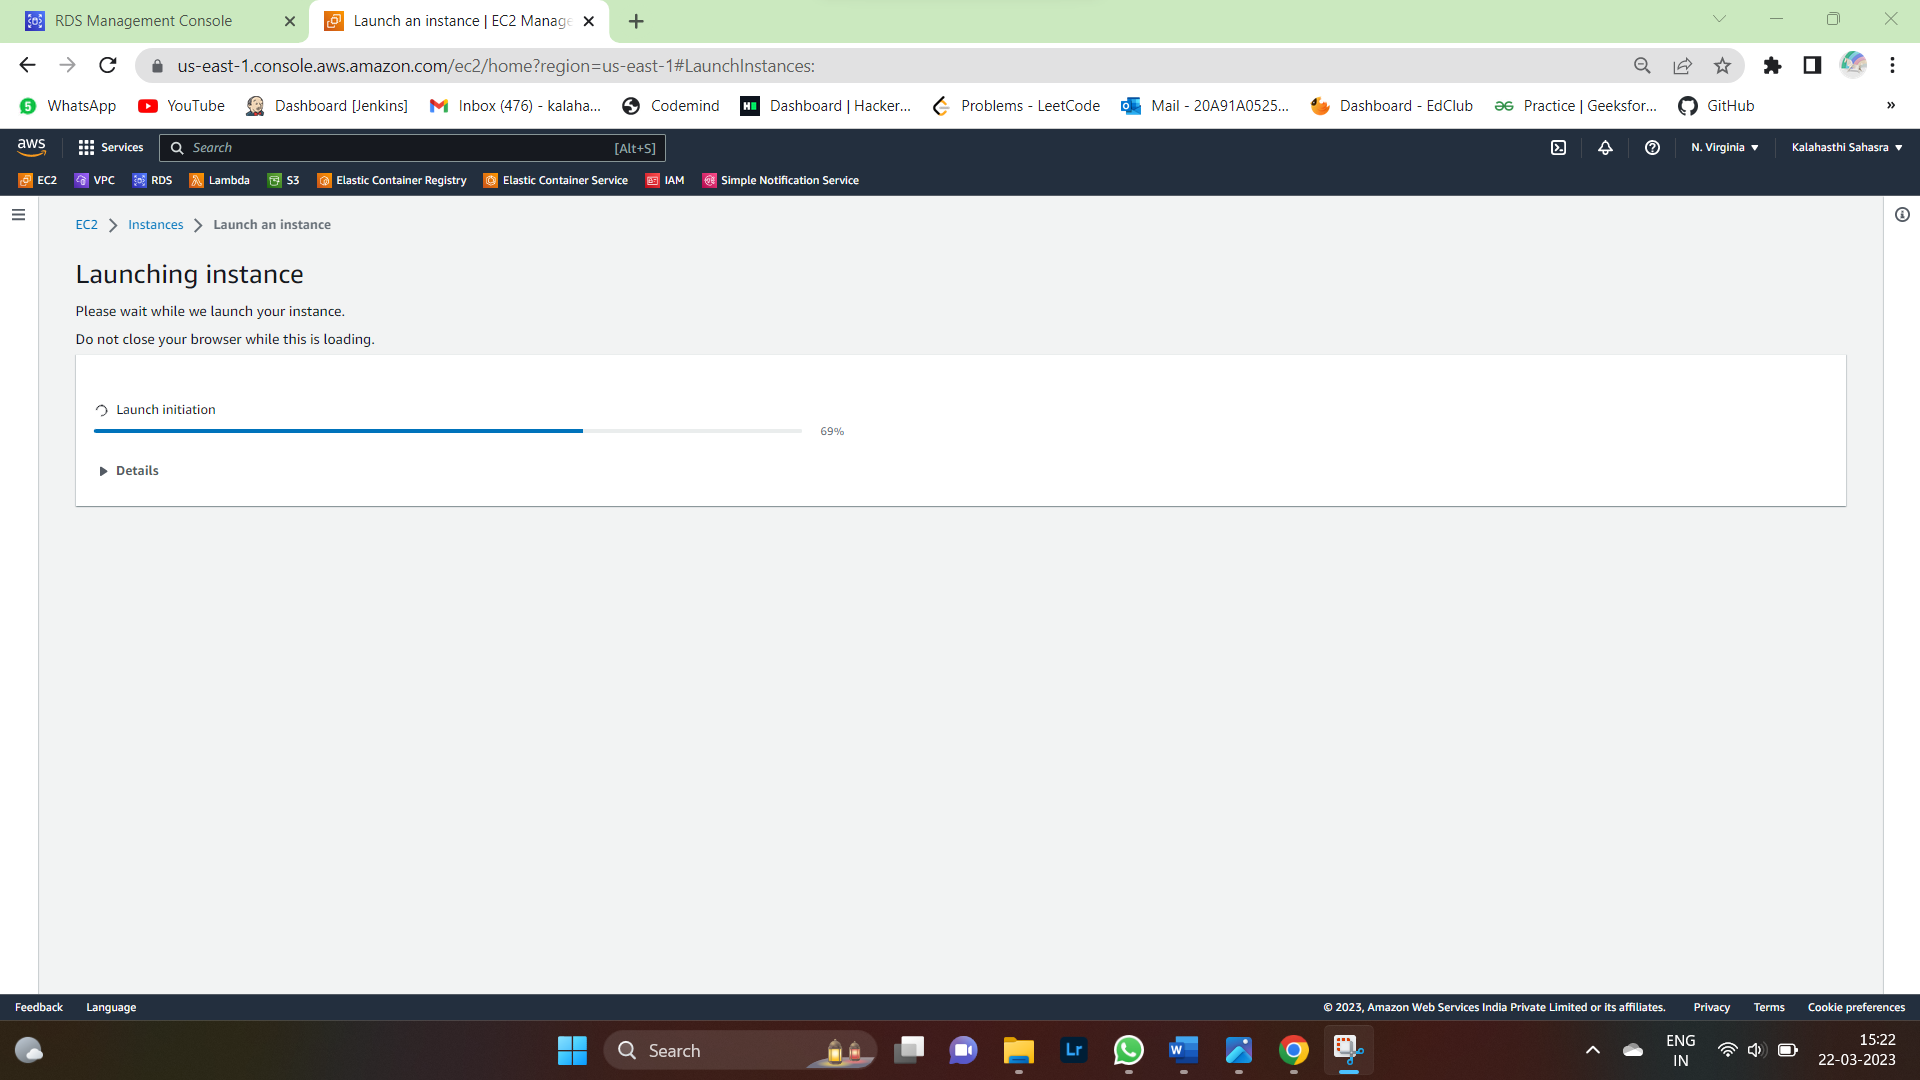 RDS Management Console
Launch an instance | EC2 Manage
us-east-1.console.aws.amazon.com/ec2/home?region=us-east-1#LaunchInstances:
WhatsApp
YouTube
Dashboard [Jenkins]
Inbox (476) - kalaha...
Codemind
Dashboard | Hacker...
Problems - LeetCode
Mail - 20A91A0525...
Dashboard - EdClub
Practice | Geeksfor...
GitHub
»
aws
Services
Search
[Alt+S]
N. Virginia
Kalahasthi Sahasra
EC2
VPC
RDS
Lambda
S3
Elastic Container Registry
Elastic Container Service
IAM
Simple Notification Service
EC2
Instances
Launch an instance
Launching instance
Please wait while we launch your instance.
Do not close your browser while this is loading.
Launch initiation
69%
Details
Feedback
Language
© 2023, Amazon Web Services India Private Limited or its affiliates.
Privacy
Terms
Cookie preferences
Search
Lr
W
ENG
IN
15:22
22-03-2023